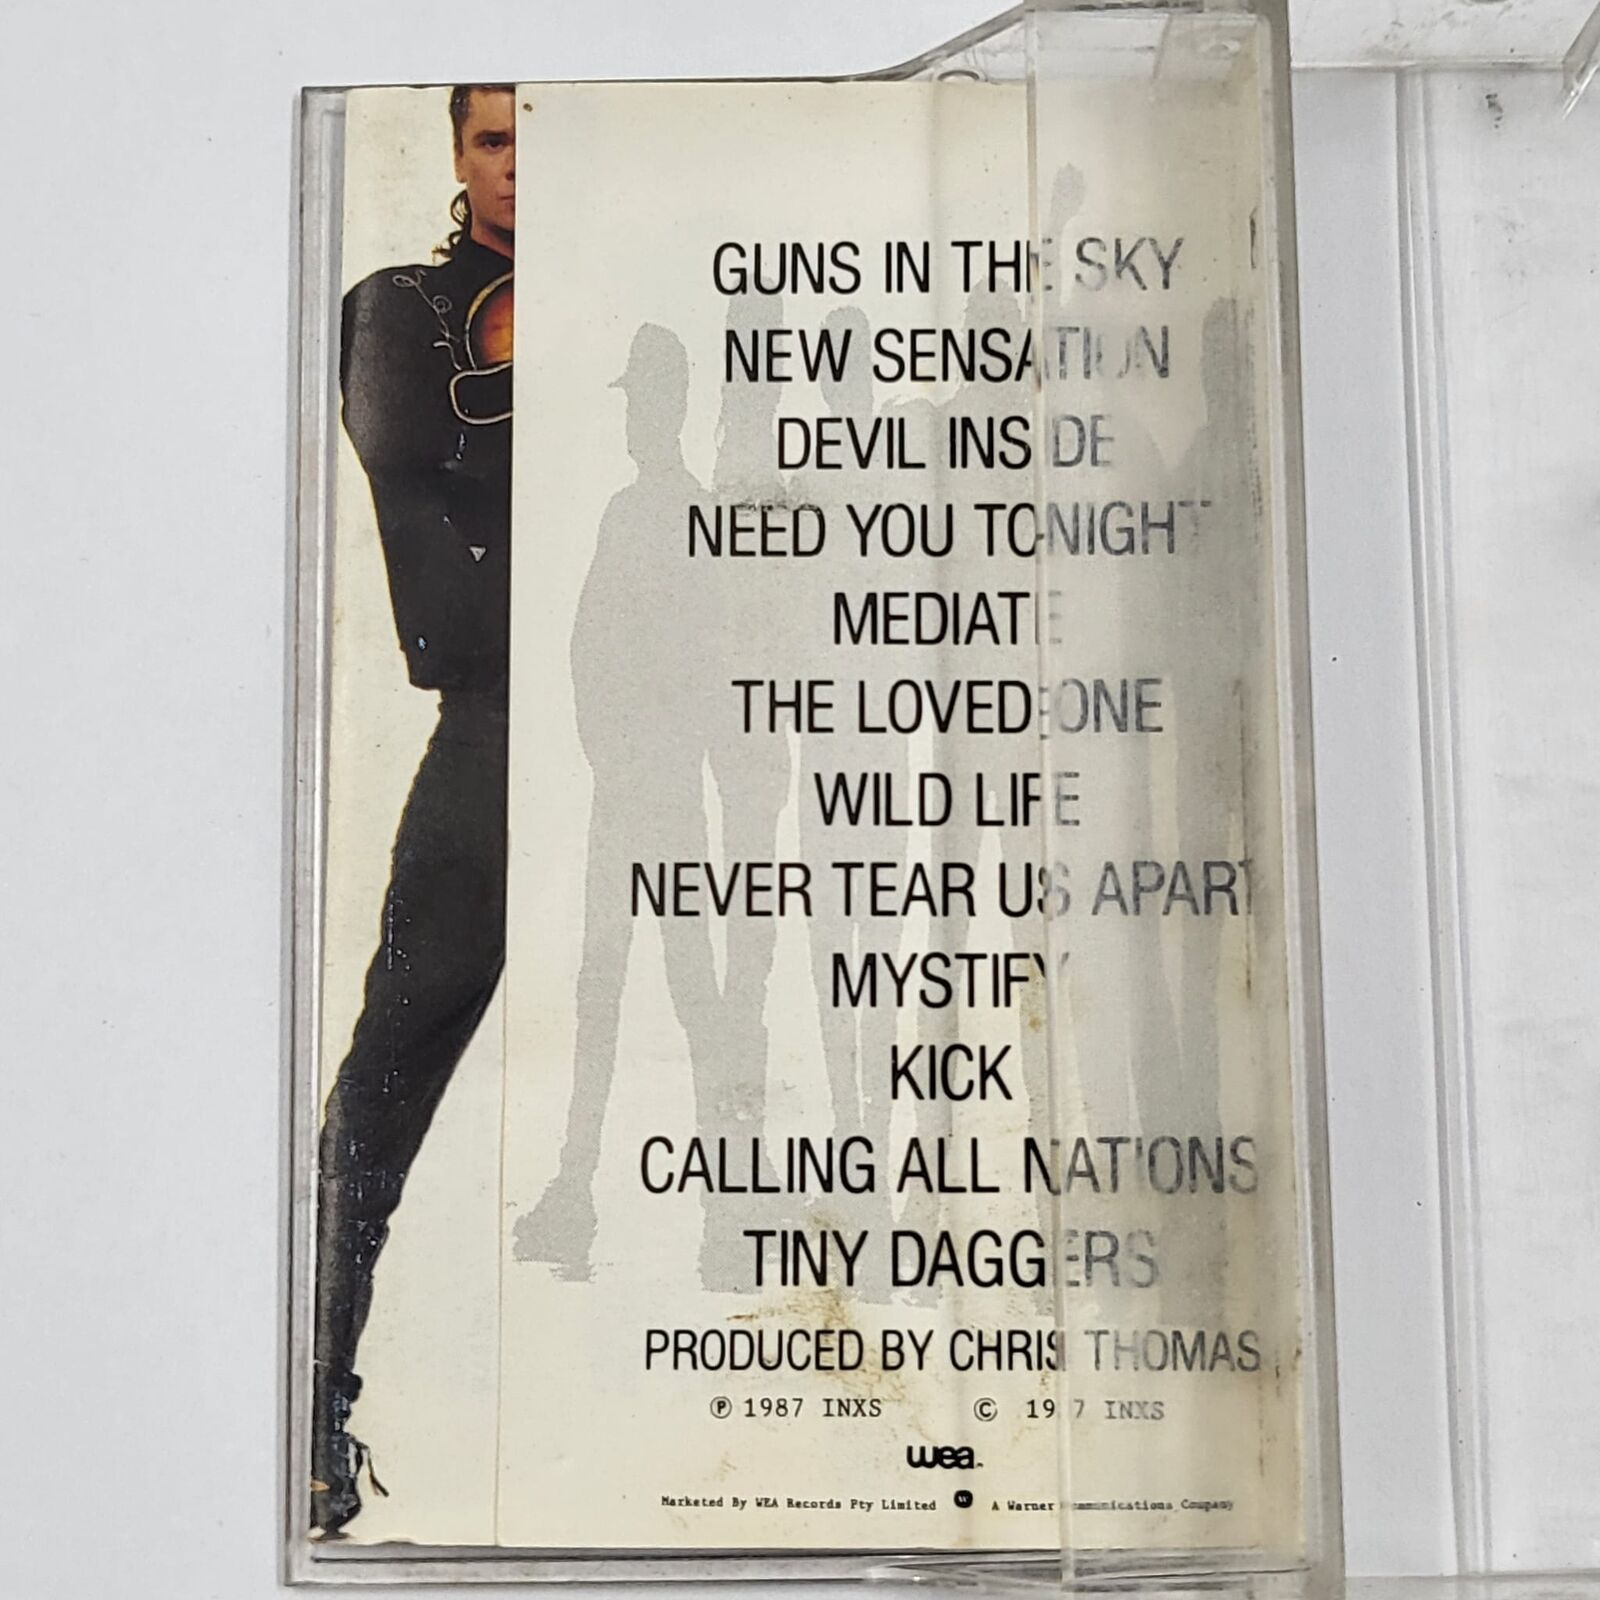 GUNS IN THE SKY
NEW SENSATION
DEVIL INSIDE
NEED YOU TONIGHT
MEDIATE
THE LOVED ONE
WILD LIFE
NEVER TEAR US APART
MYSTIFY
KICK
CALLING ALL NATIONS
TINY DAGGERS
PRODUCED BY CHRIS THOMAS
℗ 1987 INXS © 1987 INXS
wea
Marketed By WEA Records Pty Limited A Warner Communications Company